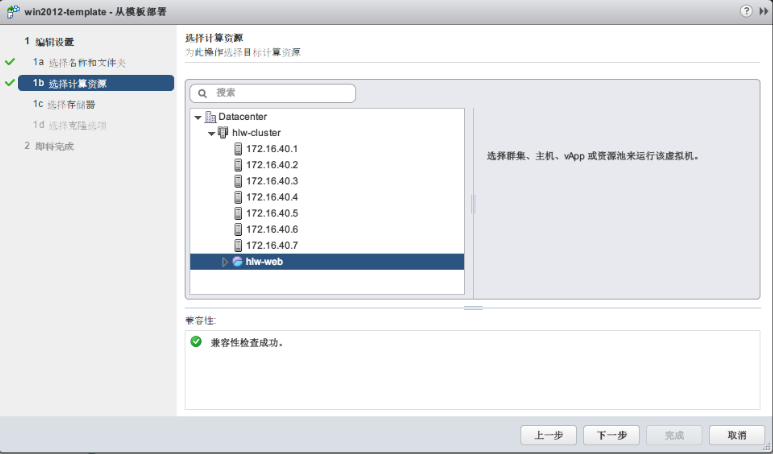 win2012-template - 从模板部署
1 编辑设置
1a 选择名称和文件夹
1b 选择计算资源
1c 选择存储器
1d 选择克隆选项
2 即将完成
选择计算资源
为此操作选择目标计算资源
搜索
Datacenter
hlw-cluster
172.16.40.1
172.16.40.2
172.16.40.3
172.16.40.4
172.16.40.5
172.16.40.6
172.16.40.7
hlw-web
选择群集、主机、vApp 或资源池来运行该虚拟机。
兼容性:
兼容性检查成功。
上一步 下一步 完成 取消